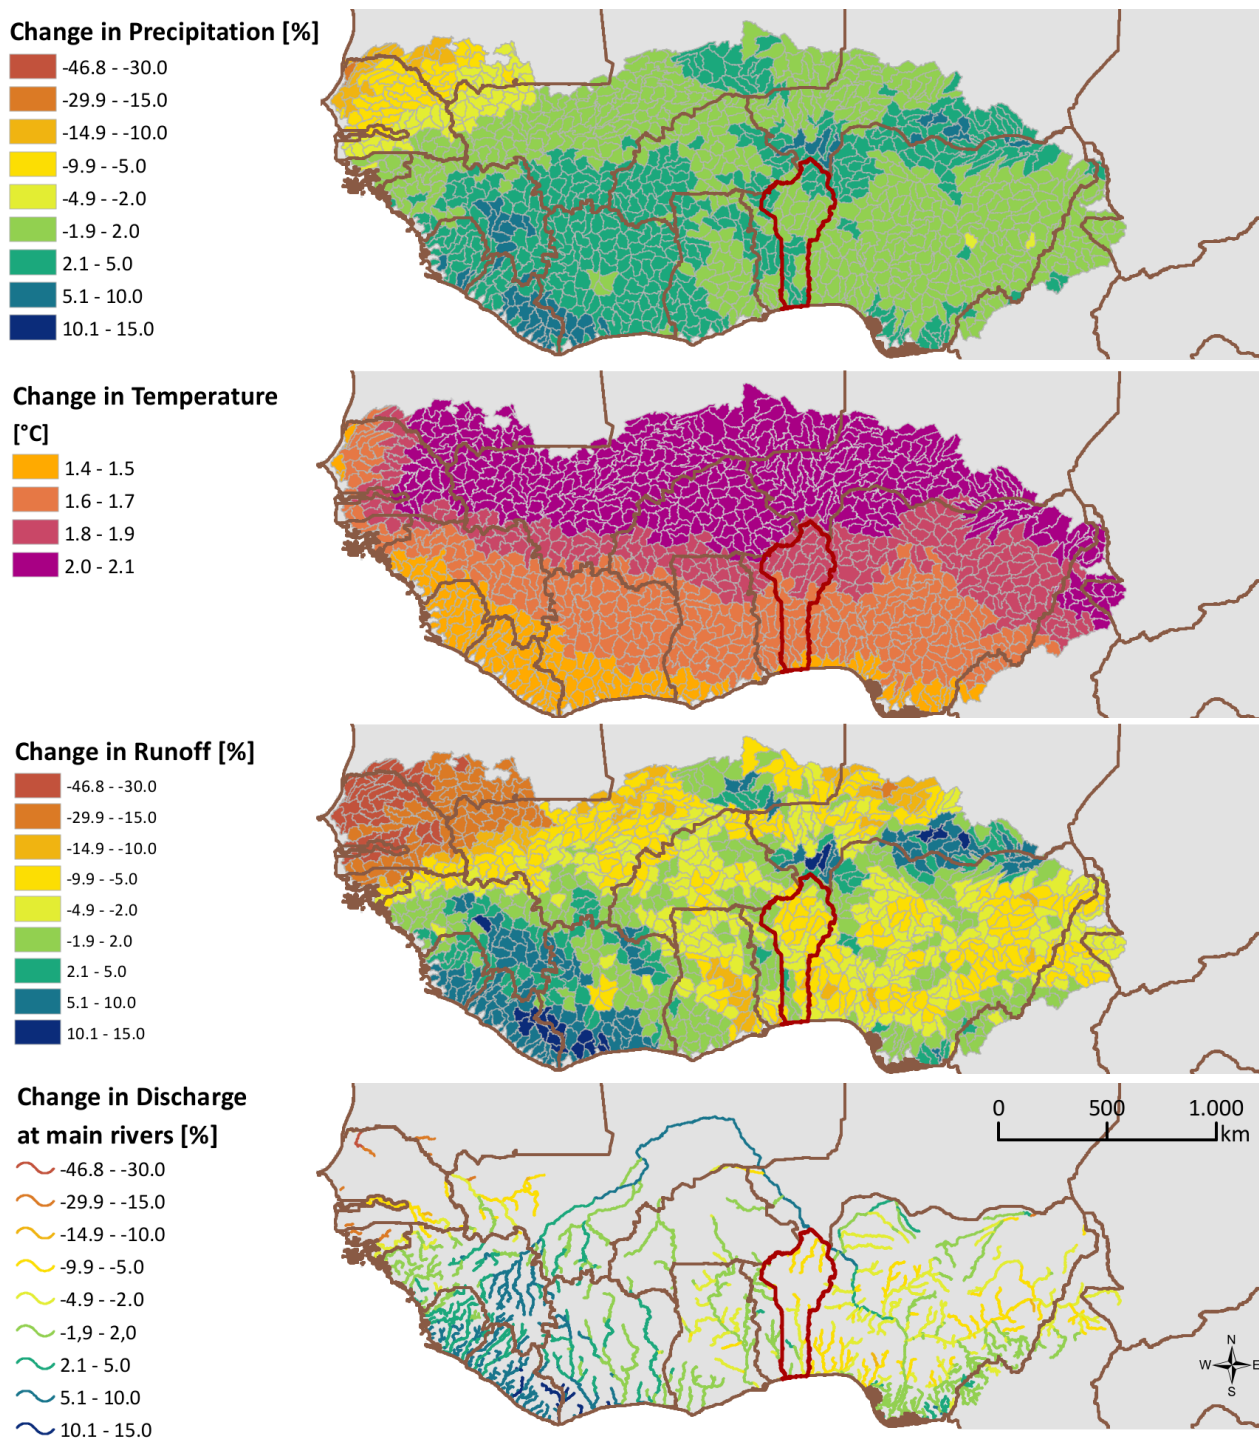 Change in Precipitation [%]
-46.8 - -30.0
-29.9 - -15.0
-14.9 - -10.0
-9.9 - -5.0
-4.9 - -2.0
-1.9 - 2.0
2.1 - 5.0
5.1 - 10.0
10.1 - 15.0
Change in Temperature
[°C]
1.4 - 1.5
1.6 - 1.7
1.8 - 1.9
2.0 - 2.1
Change in Runoff [%]
-46.8 - -30.0
-29.9 - -15.0
-14.9 - -10.0
-9.9 - -5.0
-4.9 - -2.0
-1.9 - 2.0
2.1 - 5.0
5.1 - 10.0
10.1 - 15.0
Change in Discharge
at main rivers [%]
-46.8 - -30.0
-29.9 - -15.0
-14.9 - -10.0
-9.9 - -5.0
-4.9 - -2.0
-1.9 - 2,0
2.1 - 5.0
5.1 - 10.0
10.1 - 15.0
0 500 1.000
km
N
W E
S